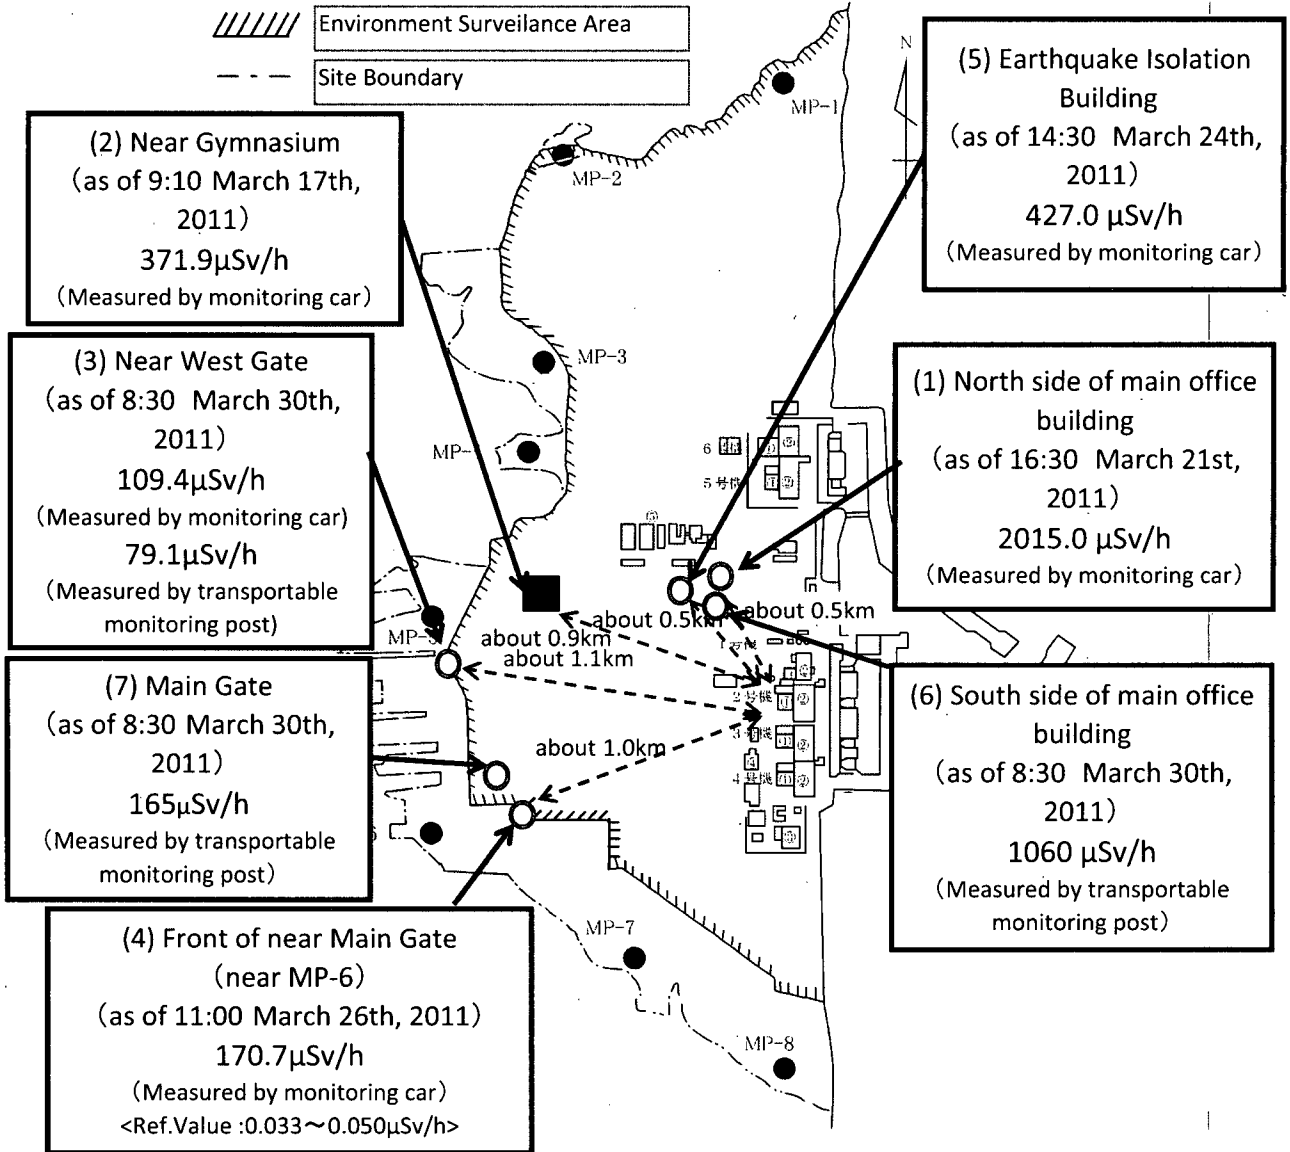 Environment Surveilance Area
Site Boundary
N
MP-1
MP-2
MP-3
(2) Near Gymnasium
(as of 9:10 March 17th,
2011)
371.9μSv/h
(Measured by monitoring car)
(3) Near West Gate
(as of 8:30 March 30th,
2011)
109.4μSv/h
(Measured by monitoring car)
79.1μSv/h
(Measured by transportable
monitoring post)
(7) Main Gate
(as of 8:30 March 30th,
2011)
165μSv/h
(Measured by transportable
monitoring post)
(4) Front of near Main Gate
(near MP-6)
(as of 11:00 March 26th, 2011)
170.7μSv/h
(Measured by monitoring car)
<Ref.Value :0.033～0.050μSv/h>
(5) Earthquake Isolation
Building
(as of 14:30 March 24th,
2011)
427.0 μSv/h
(Measured by monitoring car)
(1) North side of main office
building
(as of 16:30 March 21st,
2011)
2015.0 μSv/h
(Measured by monitoring car)
(6) South side of main office
building
(as of 8:30 March 30th,
2011)
1060 μSv/h
(Measured by transportable
monitoring post)
6
5号機
about 0.5km
about 0.5km
about 0.9km
about 1.1km
about 1.0km
2号機
4号機
MP-7
MP-8